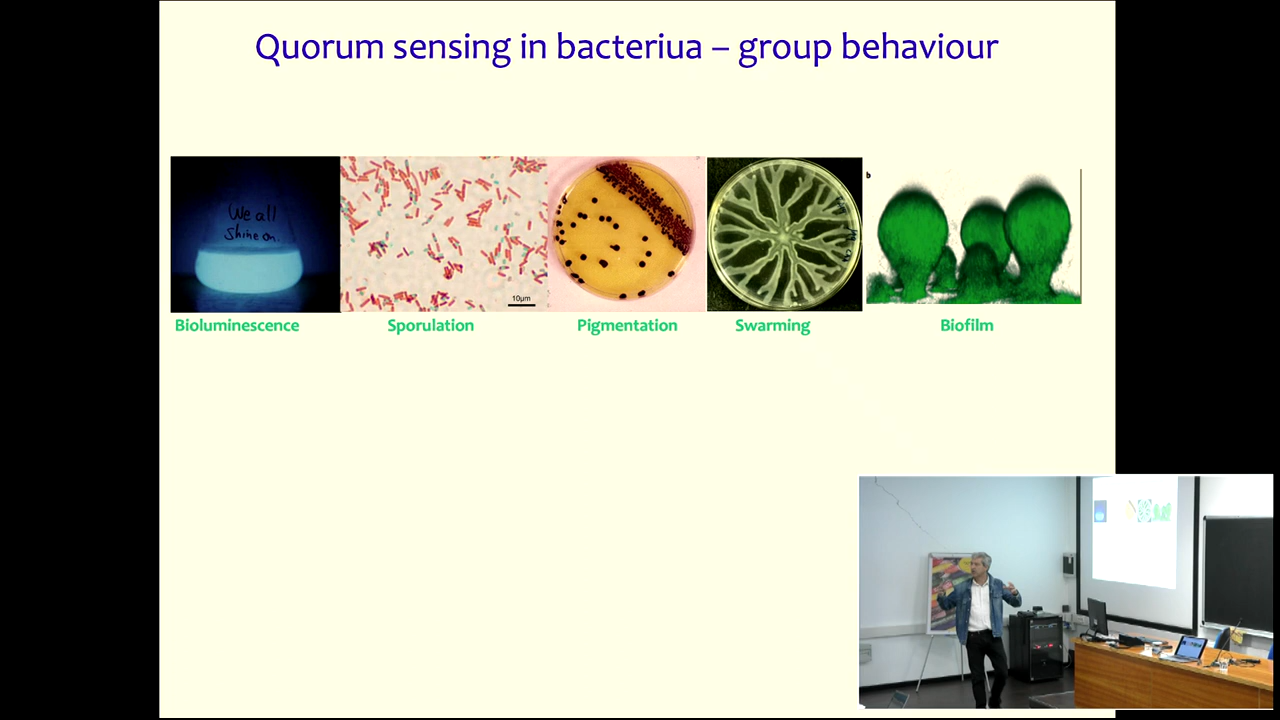 Quorum sensing in bacteriua – group behaviour
We all
Shine on.
10µm
b
Bioluminescence
Sporulation
Pigmentation
Swarming
Biofilm